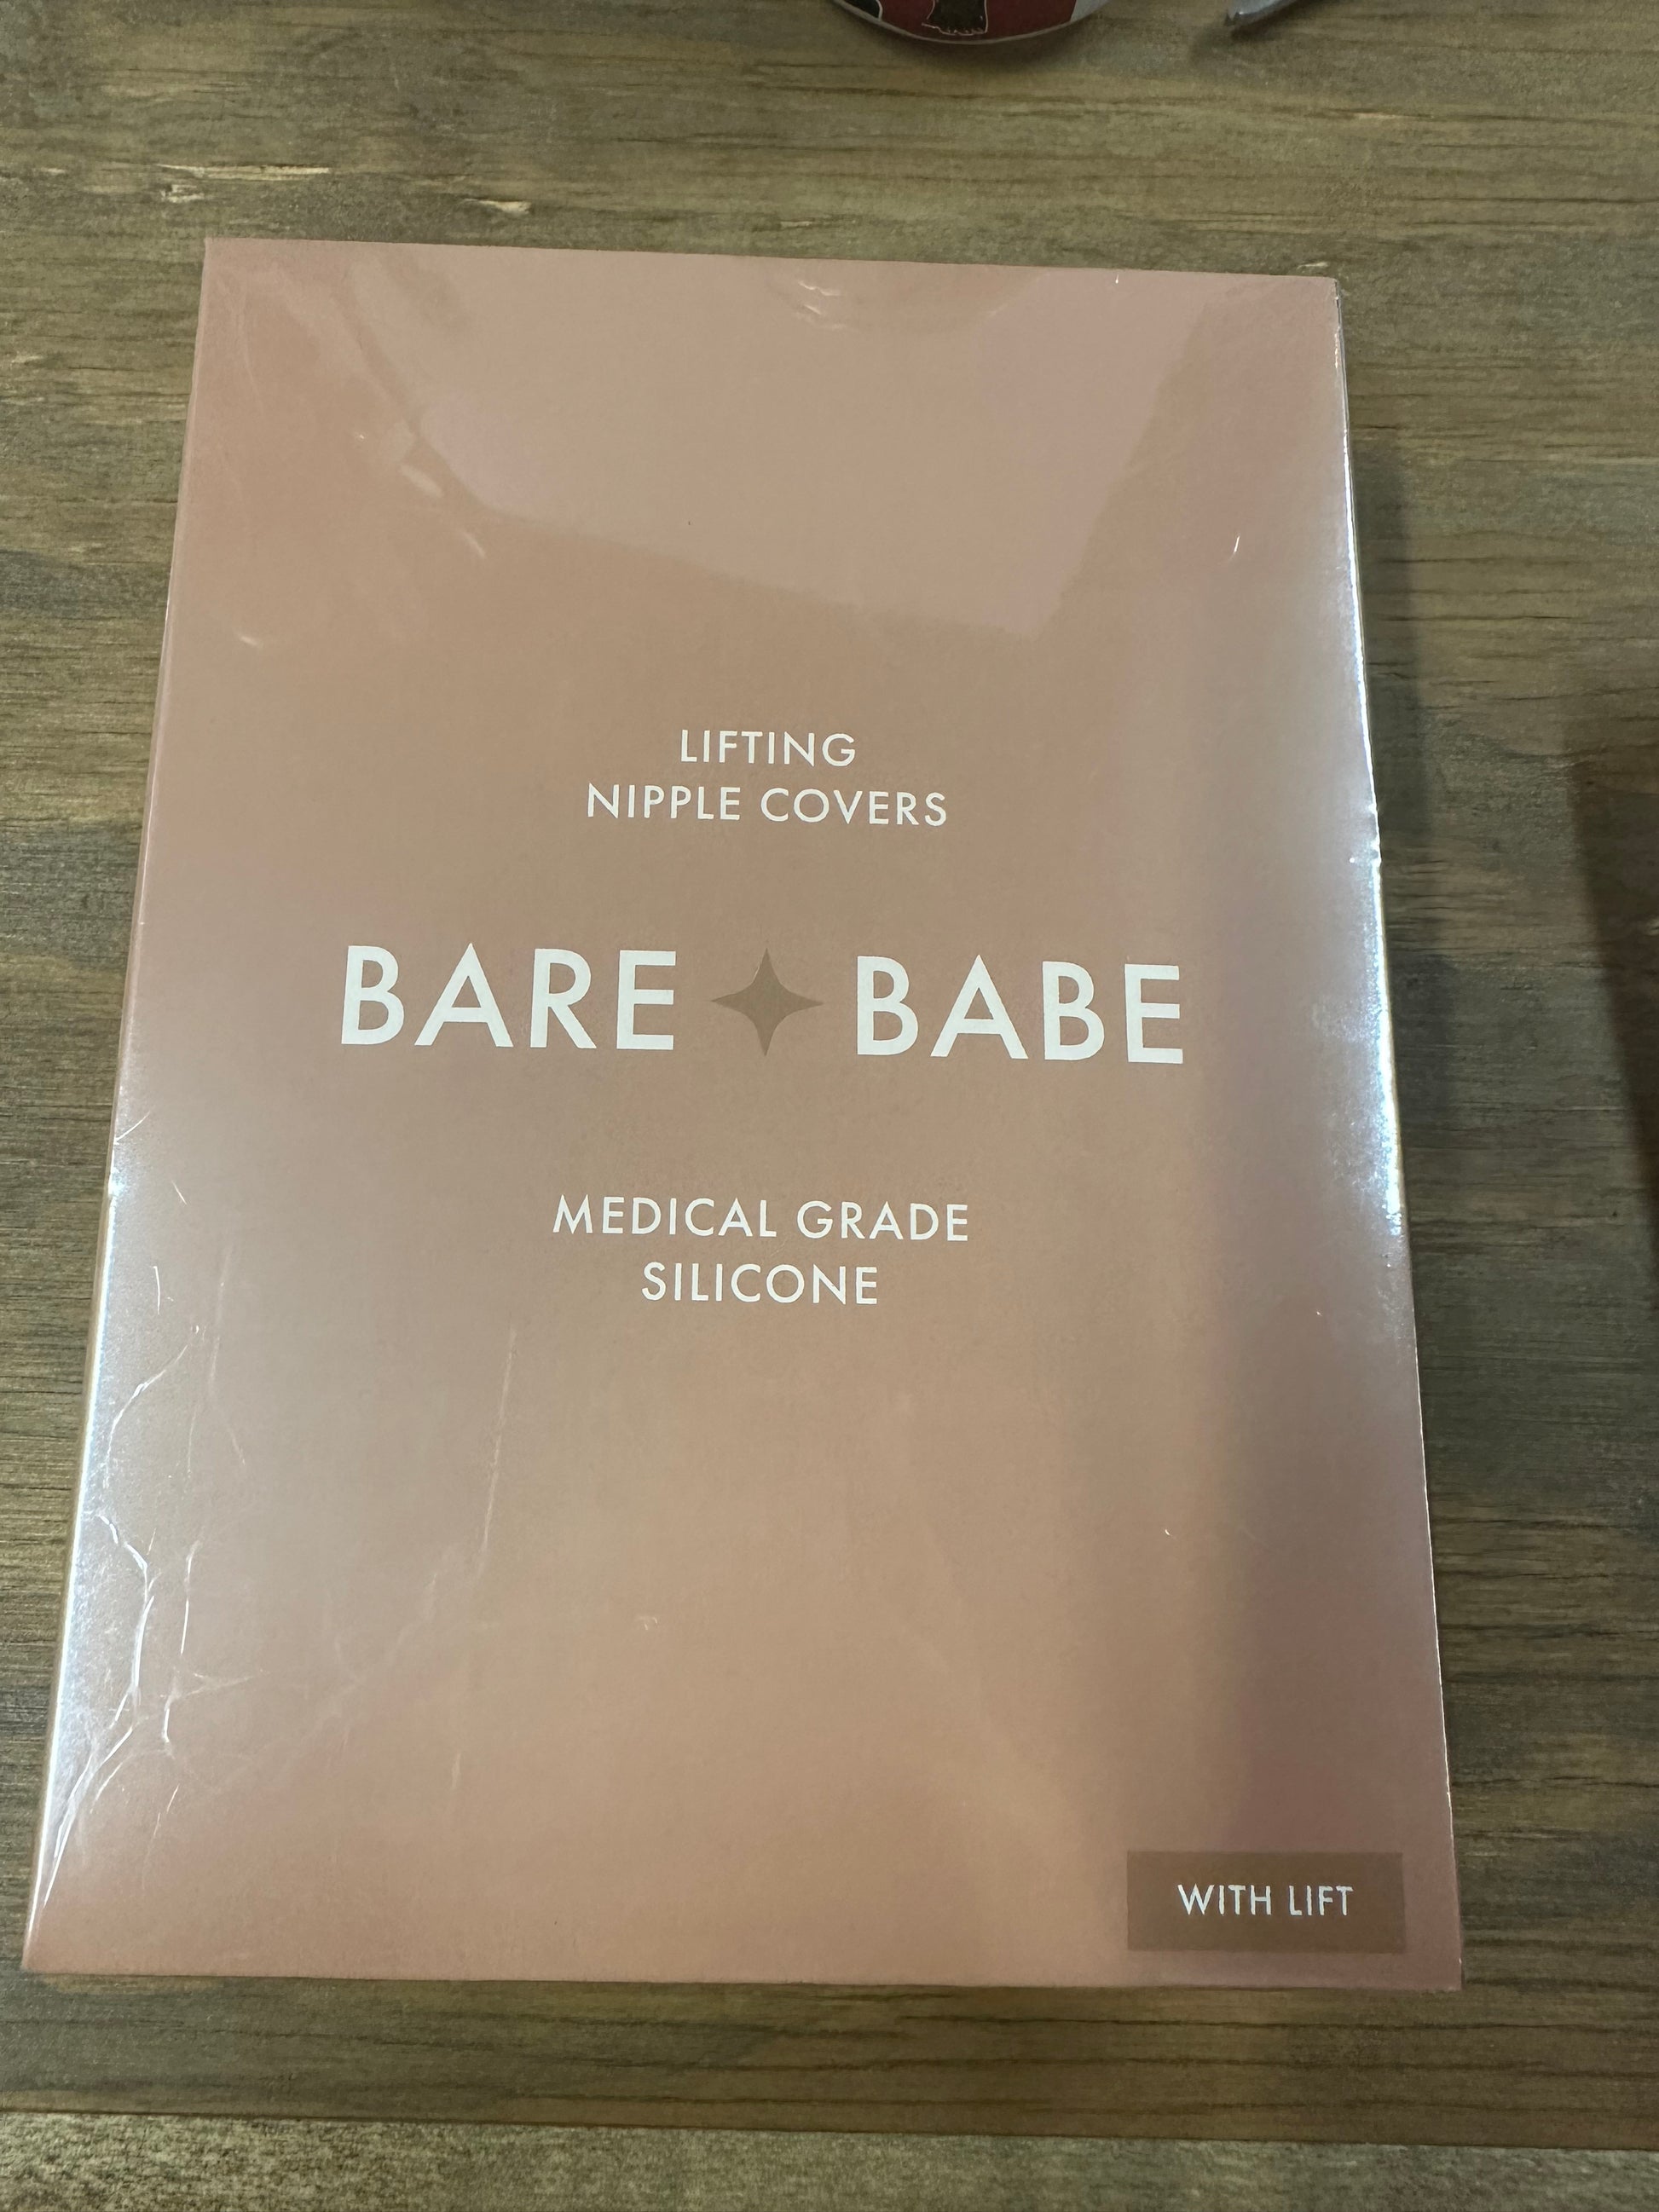 LIFTING
NIPPLE COVERS
BARE BABE
MEDICAL GRADE
SILICONE
WITH LIFT